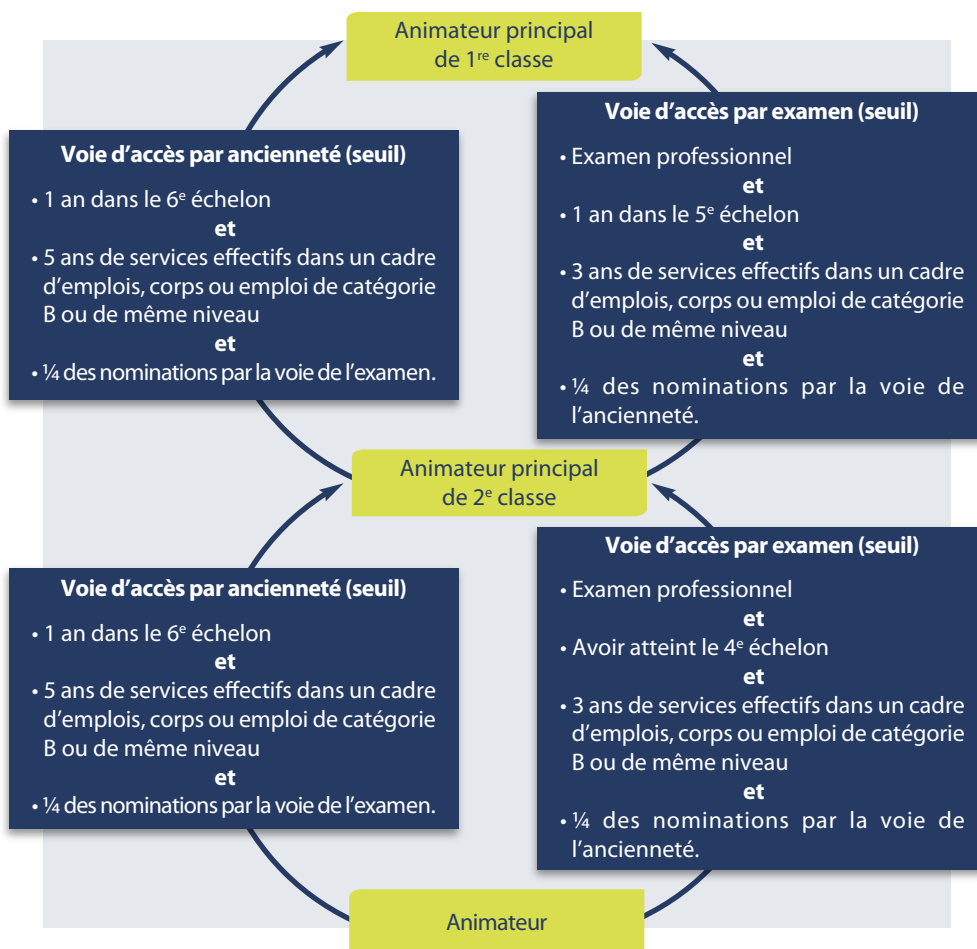 Animateur principal
de 1re classe
Voie d'accès par ancienneté (seuil)
• 1 an dans le 6e échelon
et
• 5 ans de services effectifs dans un cadre
d'emplois, corps ou emploi de catégorie
B ou de même niveau
et
• ¼ des nominations par la voie de l'examen.
Voie d'accès par examen (seuil)
• Examen professionnel
et
• 1 an dans le 5e échelon
et
• 3 ans de services effectifs dans un cadre
d'emplois, corps ou emploi de catégorie
B ou de même niveau
et
• ¼ des nominations par la voie de
l'ancienneté.
Animateur principal
de 2e classe
Voie d'accès par ancienneté (seuil)
• 1 an dans le 6e échelon
et
• 5 ans de services effectifs dans un cadre
d'emplois, corps ou emploi de catégorie
B ou de même niveau
et
• ¼ des nominations par la voie de l'examen.
Voie d'accès par examen (seuil)
• Examen professionnel
et
• Avoir atteint le 4e échelon
et
• 3 ans de services effectifs dans un cadre
d'emplois, corps ou emploi de catégorie
B ou de même niveau
et
• ¼ des nominations par la voie de
l'ancienneté.
Animateur